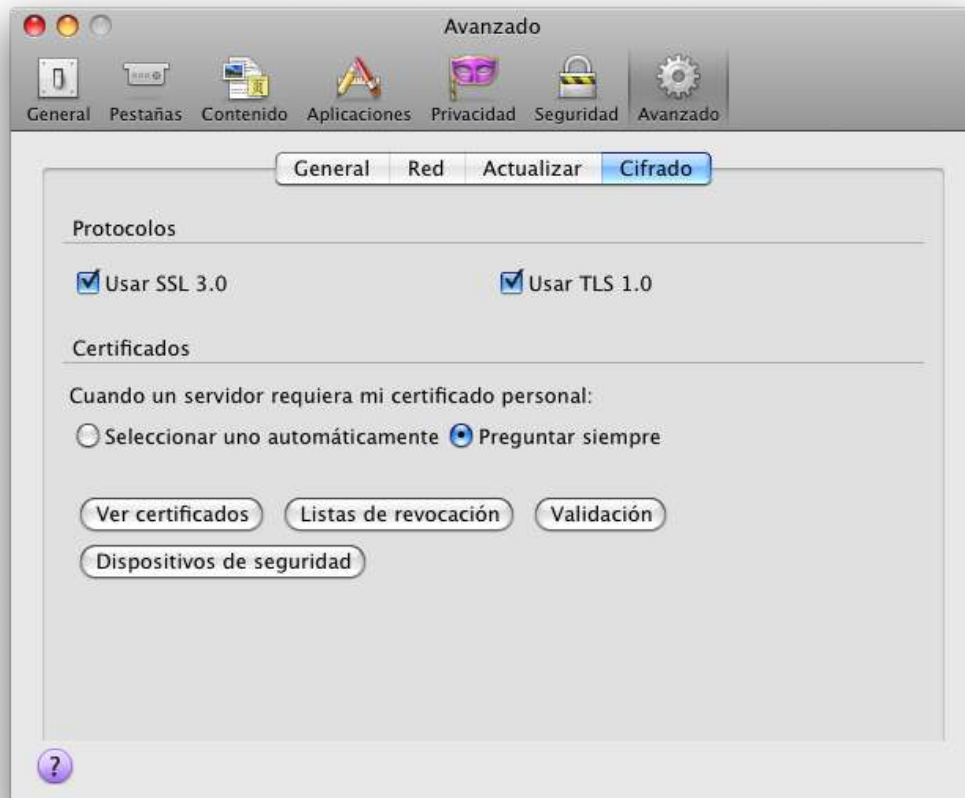 Avanzado
General Pestañas Contenido Aplicaciones Privacidad Seguridad Avanzado
General Red Actualizar Cifrado
Protocolos
Usar SSL 3.0 Usar TLS 1.0
Certificados
Cuando un servidor requiera mi certificado personal:
Seleccionar uno automáticamente Preguntar siempre
Ver certificados Listas de revocación Validación
Dispositivos de seguridad
?